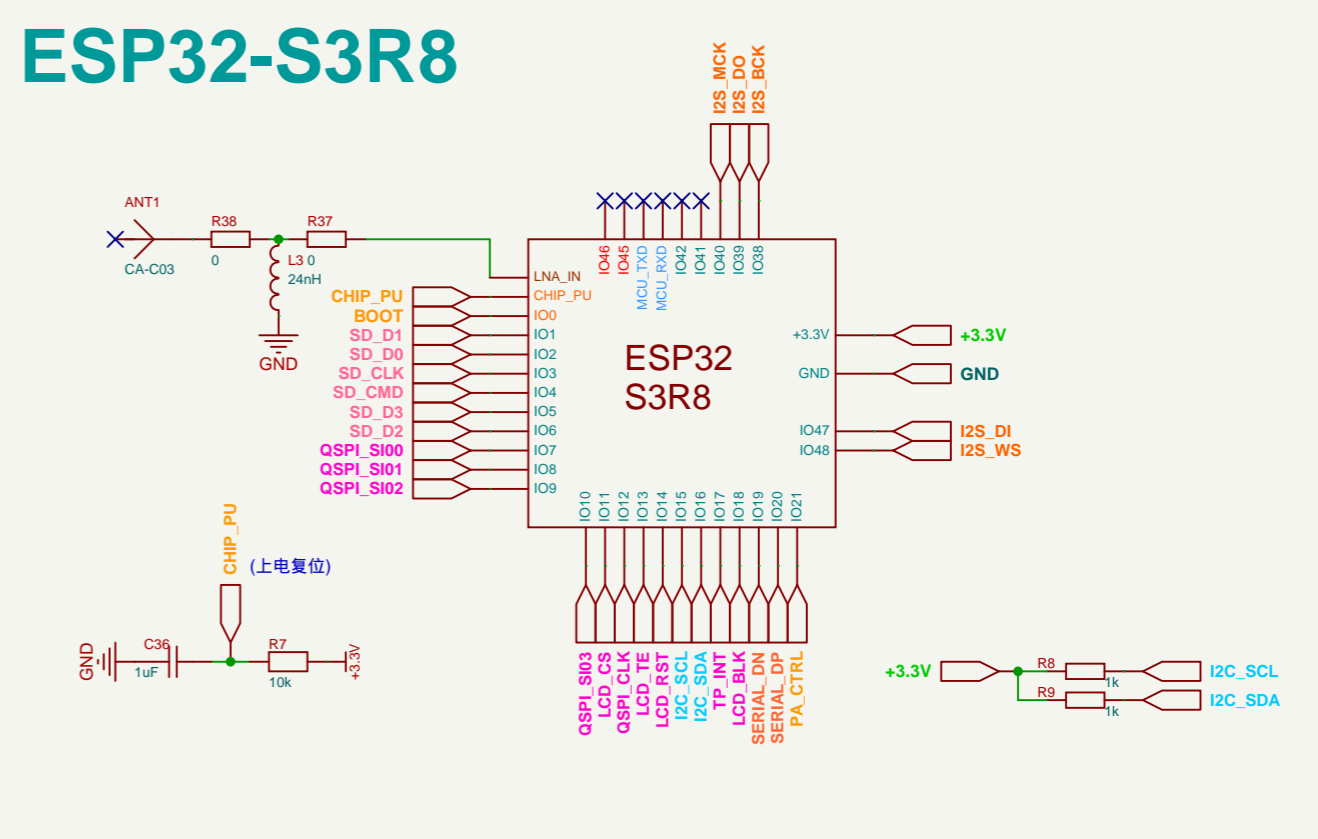 ESP32-S3R8
I2S_MCK
I2S_DO
I2S_BCK
ANT1
CA-C03
R38
0
R37
0
L3
24nH
GND
IO46
IO45
MCU_TXD
MCU_RXD
IO42
IO41
IO40
IO39
IO38
LNA_IN
CHIP_PU
CHIP_PU
BOOT
IO0
SD_D1
IO1
SD_D0
IO2
SD_CLK
IO3
SD_CMD
IO4
SD_D3
IO5
SD_D2
IO6
QSPI_SI00
IO7
QSPI_SI01
IO8
QSPI_SI02
IO9
ESP32
S3R8
+3.3V
+3.3V
GND
GND
IO47
I2S_DI
IO48
I2S_WS
IO10
IO11
IO12
IO13
IO14
IO15
IO16
IO17
IO18
IO19
IO20
IO21
QSPI_SI03
LCD_CS
QSPI_CLK
LCD_TE
LCD_RST
I2C_SCL
I2C_SDA
TP_INT
LCD_BLK
SERIAL_DN
SERIAL_DP
PA_CTRL
CHIP_PU
(上电复位)
GND
C36
1uF
R7
10k
+3.3V
+3.3V
R8
1k
I2C_SCL
R9
1k
I2C_SDA